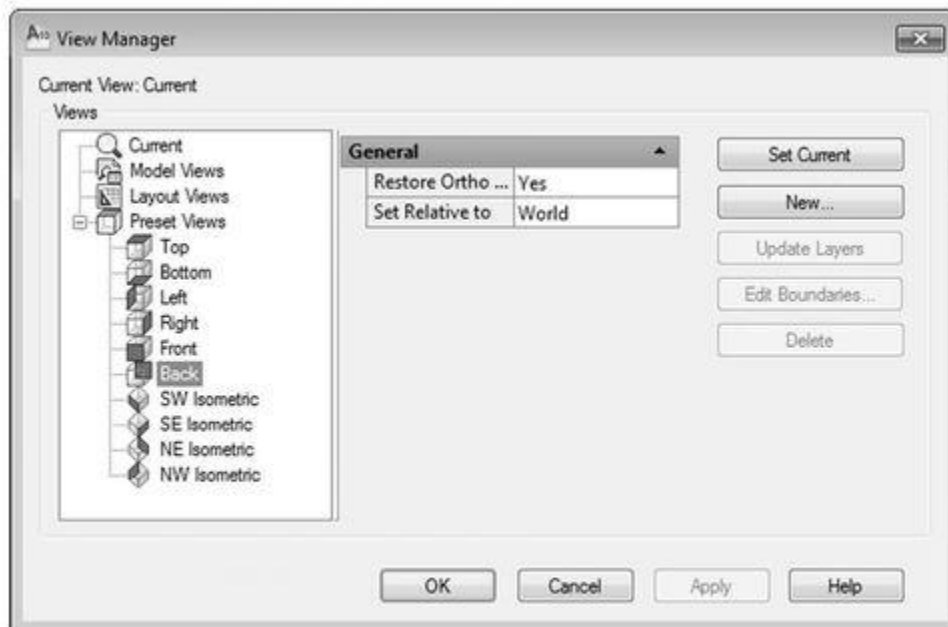 View Manager
Current View: Current
Views
Current
Model Views
Layout Views
Preset Views
Top
Bottom
Left
Right
Front
Back
SW Isometric
SE Isometric
NE Isometric
NW Isometric
General
Restore Ortho ... Yes
Set Relative to World
Set Current
New...
Update Layers
Edit Boundaries...
Delete
OK Cancel Apply Help